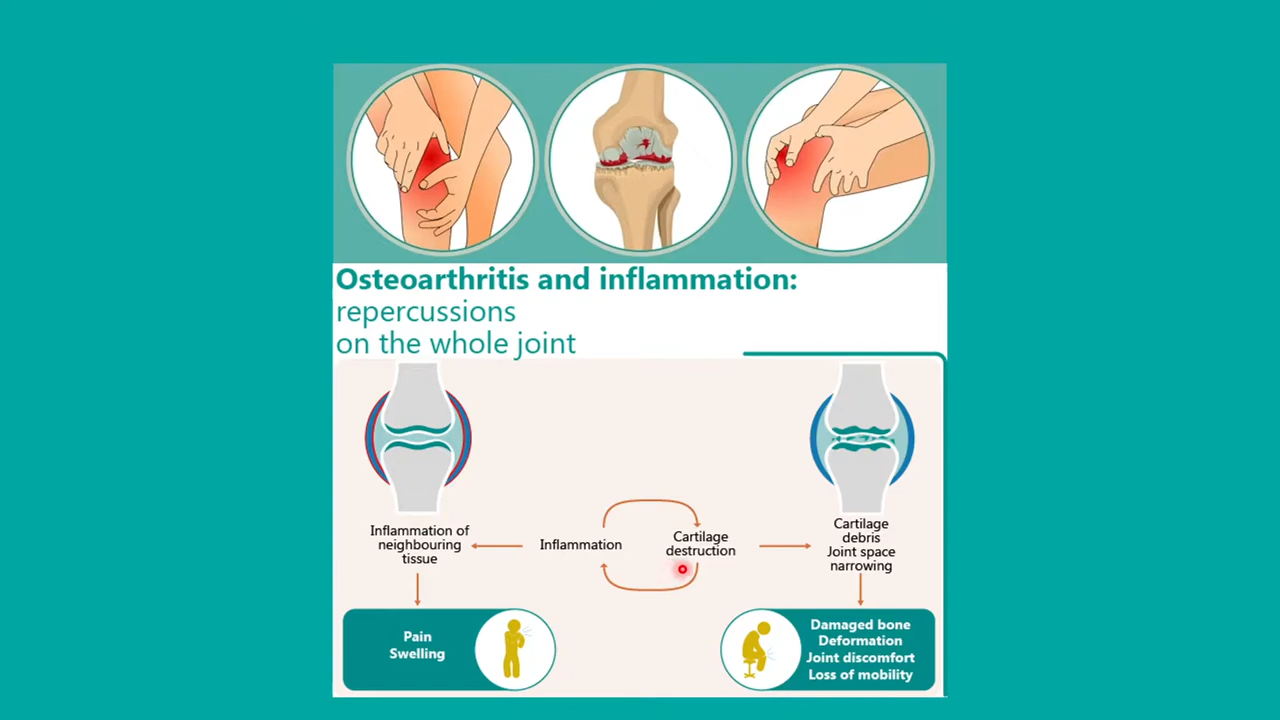 Osteoarthritis and inflammation:
repercussions
on the whole joint
Inflammation of
neighbouring
tissue
Inflammation
Cartilage
destruction
Cartilage
debris
Joint space
narrowing
Pain
Swelling
Damaged bone
Deformation
Joint discomfort
Loss of mobility